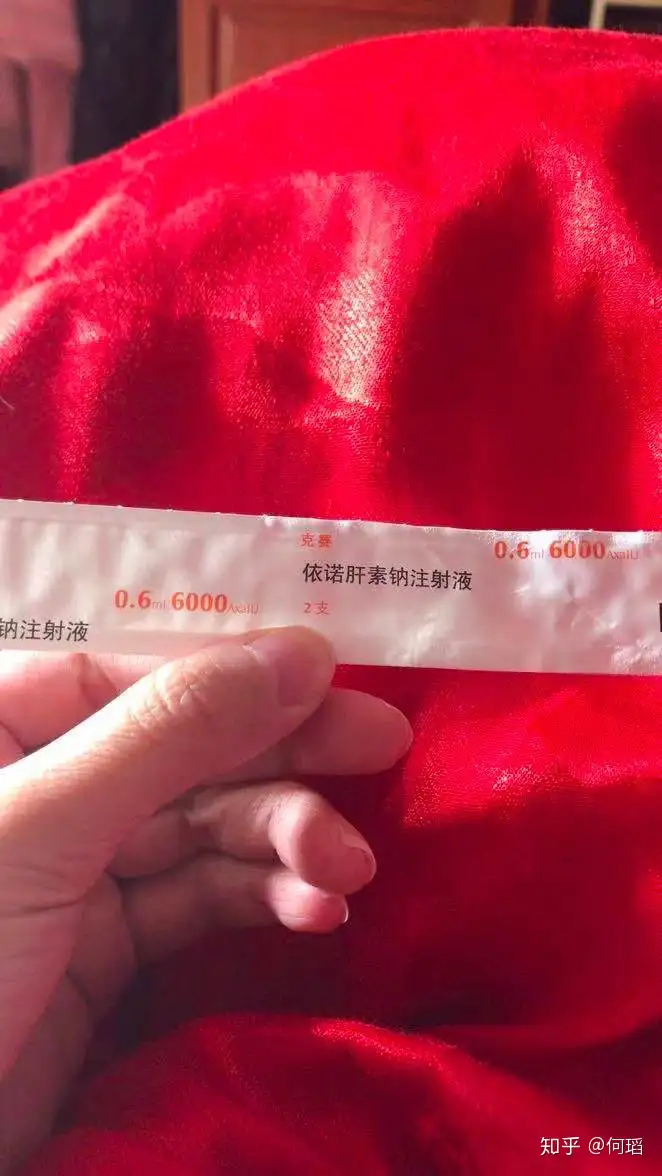 克赛
0.6ml 6000AxaIU
依诺肝素钠注射液
0.6ml 6000AxaIU
2支
钠注射液
知乎 @何瑫